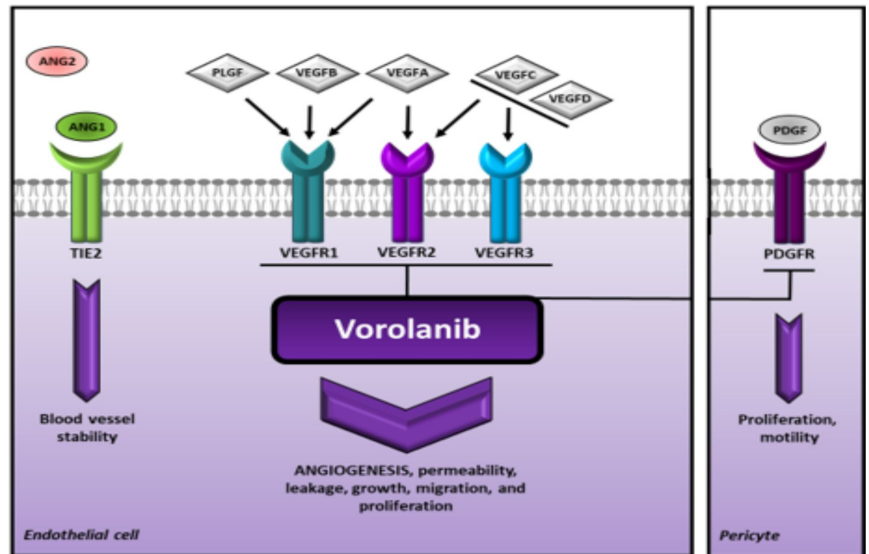 ANG2
PLGF
VEGFB
VEGFA
VEGFC
VEGFD
ANG1
PDGF
TIE2
VEGFR1
VEGFR2
VEGFR3
PDGFR
Vorolanib
Blood vessel
stability
Proliferation,
motility
ANGIOGENESIS, permeability,
leakage, growth, migration, and
proliferation
Endothelial cell
Pericyte